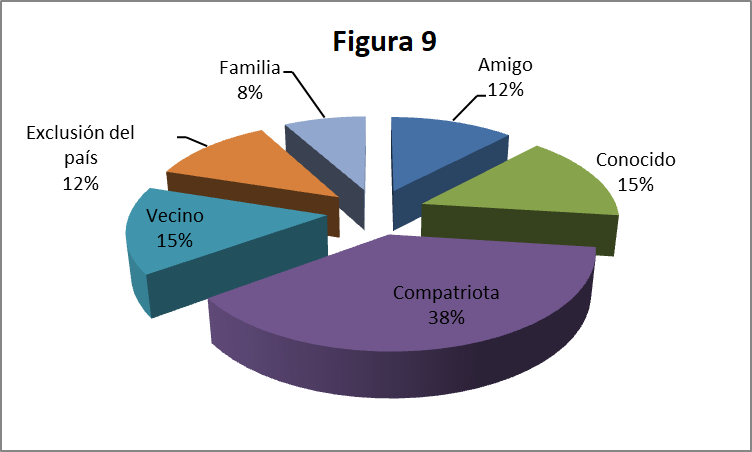 Figura 9
Familia
8%
Amigo
12%
Exclusión del
país
12%
Conocido
15%
Vecino
15%
Compatriota
38%